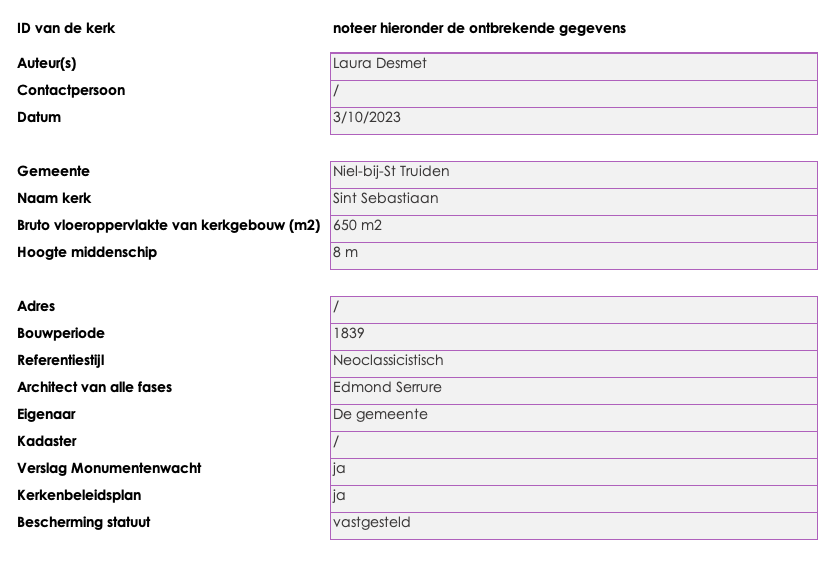 ID van de kerk noteer hieronder de ontbrekende gegevens
Auteur(s) Laura Desmet
Contactpersoon /
Datum 3/10/2023
Gemeente Niel-bij-St Truiden
Naam kerk Sint Sebastiaan
Bruto vloeroppervlakte van kerkgebouw (m2) 650 m2
Hoogte middenschip 8 m
Adres /
Bouwperiode 1839
Referentiestijl Neoclassicistisch
Architect van alle fases Edmond Serrure
Eigenaar De gemeente
Kadaster /
Verslag Monumentenwacht ja
Kerkenbeleidsplan ja
Bescherming statuut vastgesteld